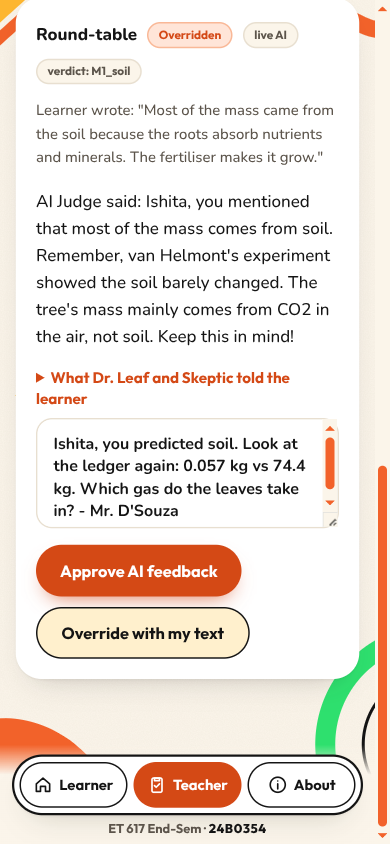 Round-table Overridden live AI
verdict: M1_soil
Learner wrote: "Most of the mass came from
the soil because the roots absorb nutrients
and minerals. The fertiliser makes it grow."
AI Judge said: Ishita, you mentioned
that most of the mass comes from soil.
Remember, van Helmont's experiment
showed the soil barely changed. The
tree's mass mainly comes from CO2 in
the air, not soil. Keep this in mind!
What Dr. Leaf and Skeptic told the
learner
Ishita, you predicted soil. Look at
the ledger again: 0.057 kg vs 74.4
kg. Which gas do the leaves take
in? - Mr. D'Souza
Approve AI feedback
Override with my text
Learner Teacher About
ET 617 End-Sem · 24B0354